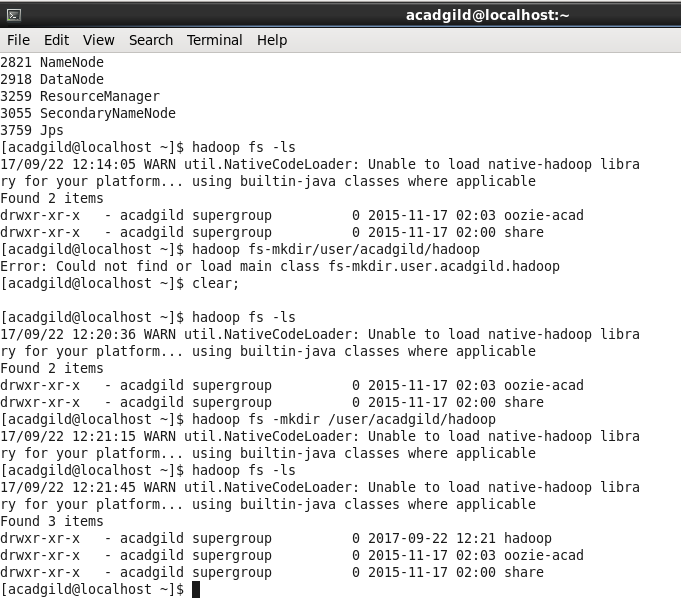 acadgild@localhost:~
File Edit View Search Terminal Help
2821 NameNode
2918 DataNode
3259 ResourceManager
3055 SecondaryNameNode
3759 Jps
[acadgild@localhost ~]$ hadoop fs -ls
17/09/22 12:14:05 WARN util.NativeCodeLoader: Unable to load native-hadoop libra
ry for your platform... using builtin-java classes where applicable
Found 2 items
drwxr-xr-x   - acadgild supergroup          0 2015-11-17 02:03 oozie-acad
drwxr-xr-x   - acadgild supergroup          0 2015-11-17 02:00 share
[acadgild@localhost ~]$ hadoop fs-mkdir/user/acadgild/hadoop
Error: Could not find or load main class fs-mkdir.user.acadgild.hadoop
[acadgild@localhost ~]$ clear;
[acadgild@localhost ~]$ hadoop fs -ls
17/09/22 12:20:36 WARN util.NativeCodeLoader: Unable to load native-hadoop libra
ry for your platform... using builtin-java classes where applicable
Found 2 items
drwxr-xr-x   - acadgild supergroup          0 2015-11-17 02:03 oozie-acad
drwxr-xr-x   - acadgild supergroup          0 2015-11-17 02:00 share
[acadgild@localhost ~]$ hadoop fs -mkdir /user/acadgild/hadoop
17/09/22 12:21:15 WARN util.NativeCodeLoader: Unable to load native-hadoop libra
ry for your platform... using builtin-java classes where applicable
[acadgild@localhost ~]$ hadoop fs -ls
17/09/22 12:21:45 WARN util.NativeCodeLoader: Unable to load native-hadoop libra
ry for your platform... using builtin-java classes where applicable
Found 3 items
drwxr-xr-x   - acadgild supergroup          0 2017-09-22 12:21 hadoop
drwxr-xr-x   - acadgild supergroup          0 2015-11-17 02:03 oozie-acad
drwxr-xr-x   - acadgild supergroup          0 2015-11-17 02:00 share
[acadgild@localhost ~]$